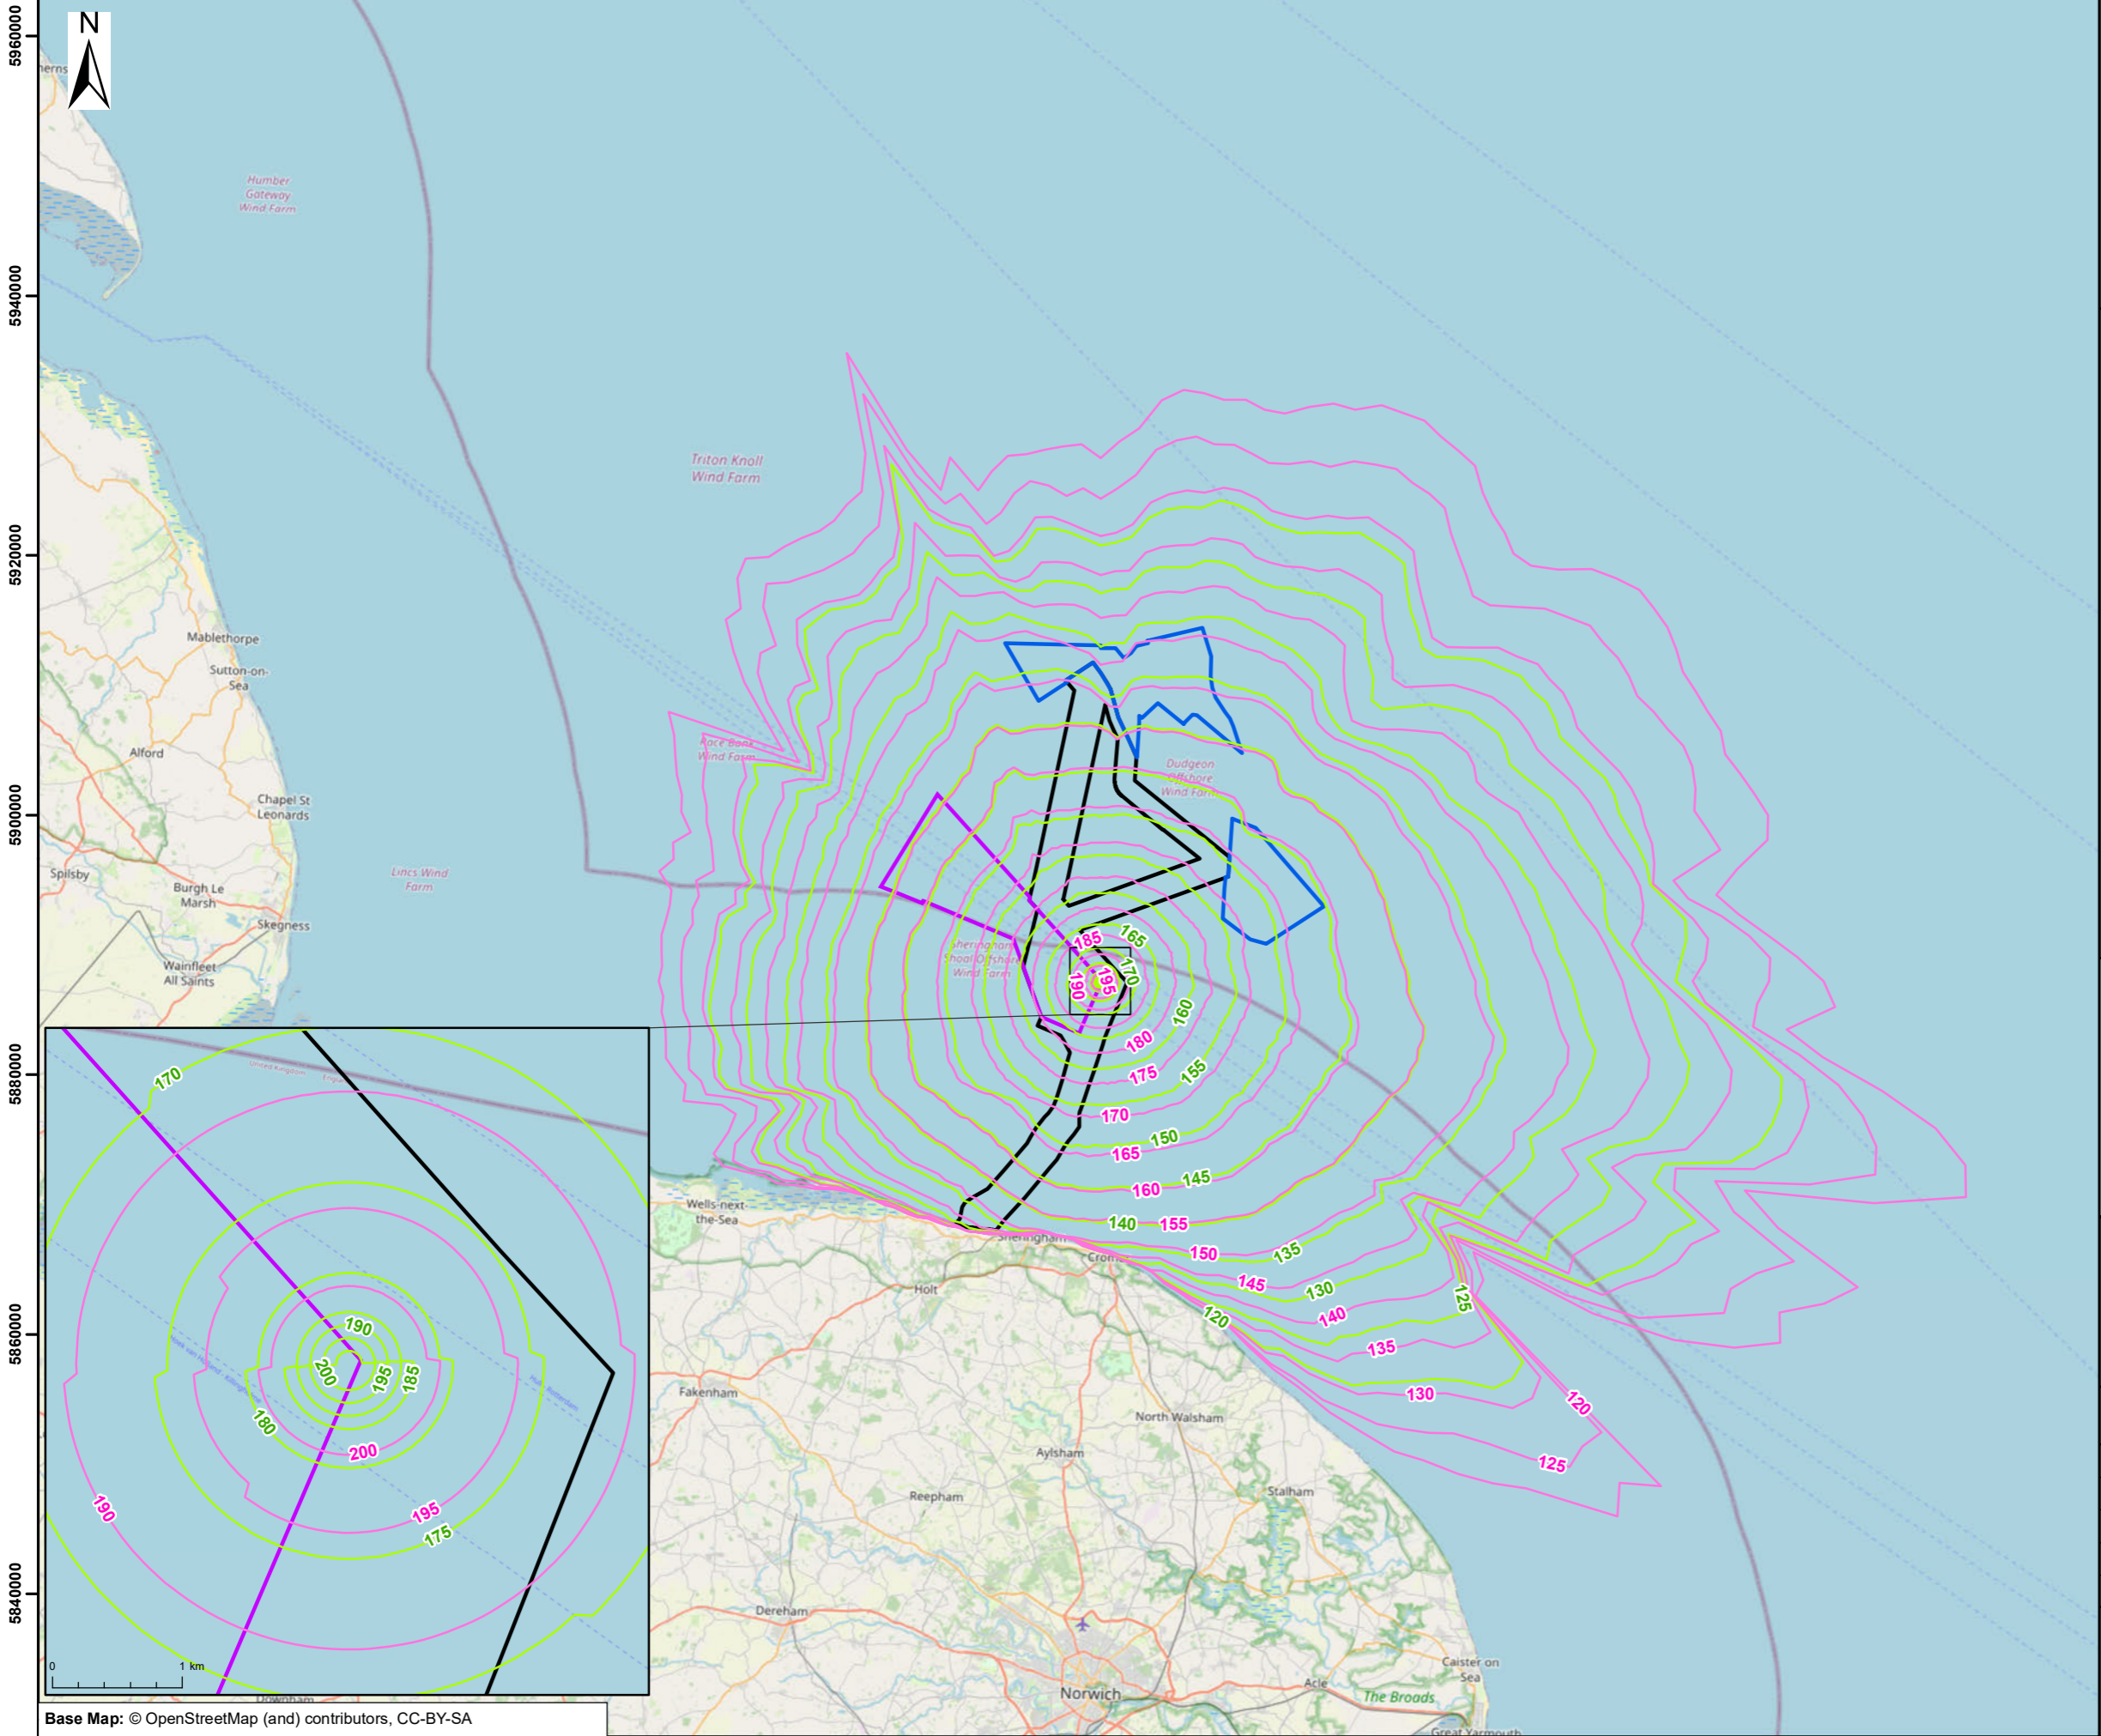 N
5960000
5940000
5920000
5900000
5880000
5860000
5840000
Humber
Gateway
Wind Farm
Triton Knoll
Wind Farm
Mablethorpe
Sutton-on-
Sea
Alford
Chapel St
Leonards
Spilsby
Burgh Le
Marsh
Skegness
Wainfleet
All Saints
Lincs Wind
Farm
Race Bank
Wind Farm
Dudgeon
Offshore
Wind Farm
Sheringham
Shoal Offshore
Wind Farm
185
165
190
195
170
160
180
175
155
170
150
165
145
160
140
155
150
135
145
130
140
125
120
135
130
120
125
Wells-next-
the-Sea
Sheringham
Holt
Fakenham
North Walsham
Aylsham
Reepham
Stalham
Dereham
Norwich
Acle
The Broads
Caister on
Sea
Great Yarmouth
United Kingdom
170
190
200
195
185
180
200
195
175
190
0
1 km
Downham
Base Map: © OpenStreetMap (and) contributors, CC-BY-SA